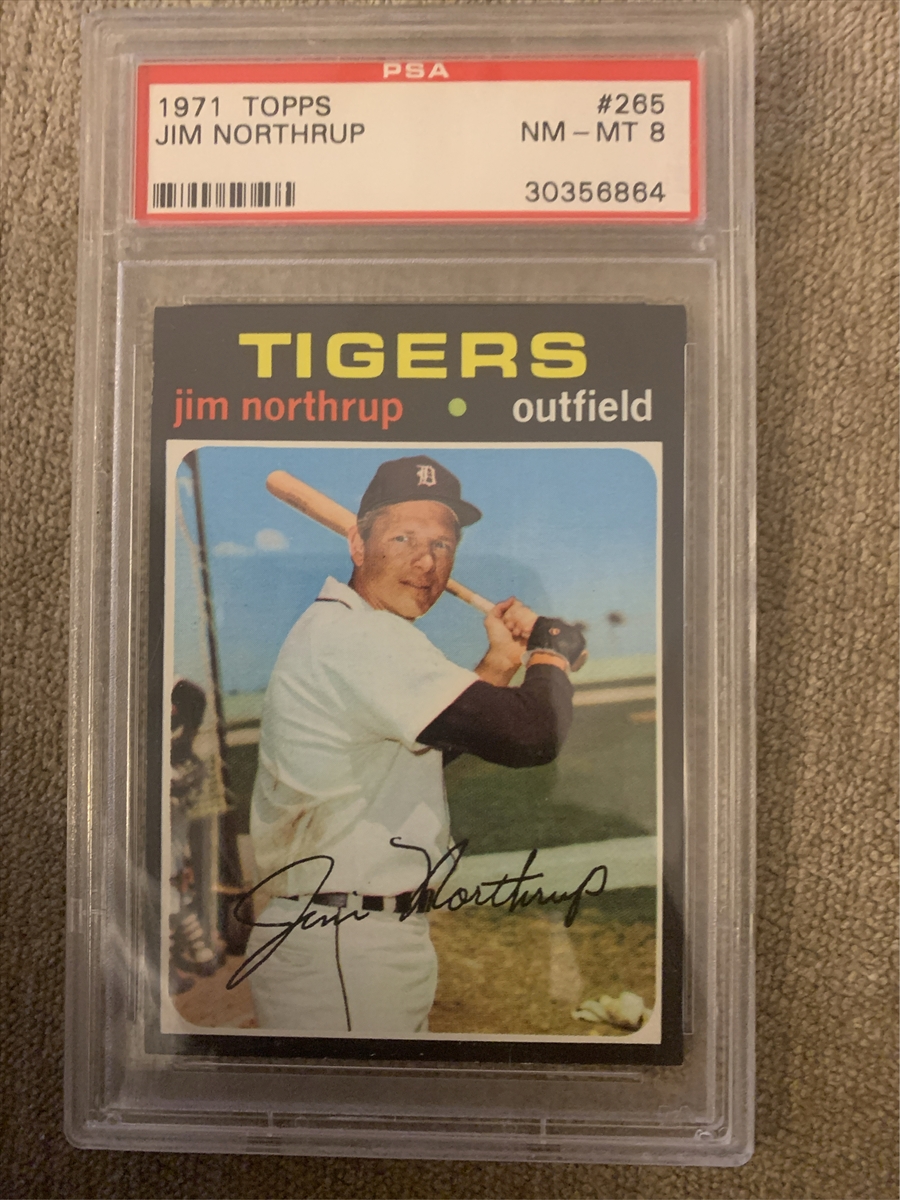 PSA
1971 TOPPS #265
JIM NORTHRUP NM - MT 8
30356864
TIGERS
jim northrup • outfield
D
Jim Northrup